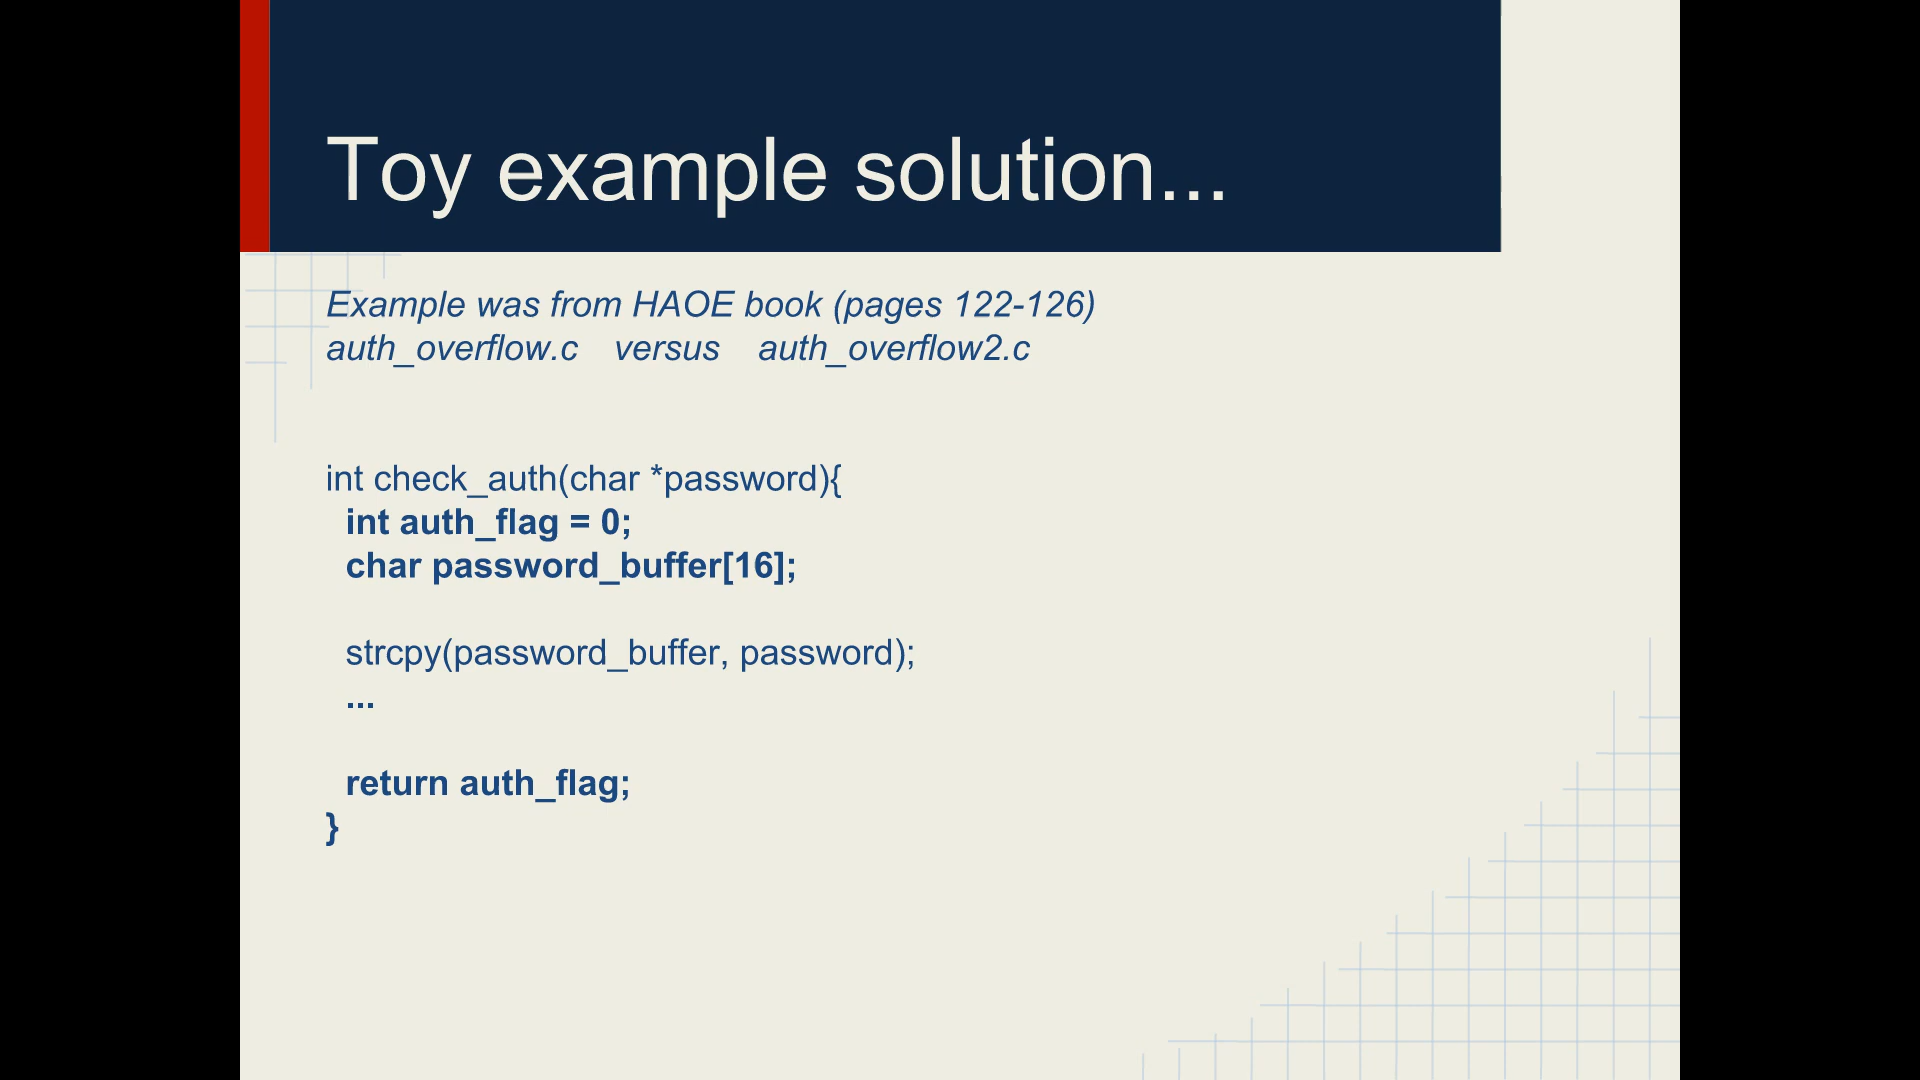 Toy example solution...
Example was from HAOE book (pages 122-126)
auth_overflow.c versus auth_overflow2.c
int check_auth(char *password){
int auth_flag = 0;
char password_buffer[16];
strcpy(password_buffer, password);
...
return auth_flag;
}